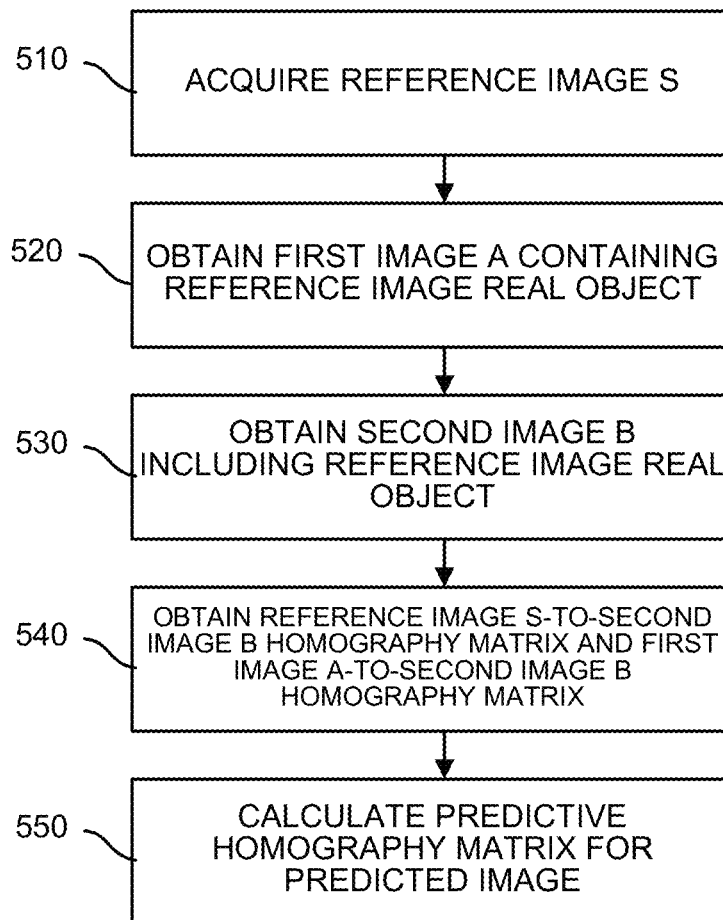 510
ACQUIRE REFERENCE IMAGE S
520
OBTAIN FIRST IMAGE A CONTAINING
REFERENCE IMAGE REAL OBJECT
530
OBTAIN SECOND IMAGE B
INCLUDING REFERENCE IMAGE REAL
OBJECT
540
OBTAIN REFERENCE IMAGE S-TO-SECOND
IMAGE B HOMOGRAPHY MATRIX AND FIRST
IMAGE A-TO-SECOND IMAGE B
HOMOGRAPHY MATRIX
550
CALCULATE PREDICTIVE
HOMOGRAPHY MATRIX FOR
PREDICTED IMAGE